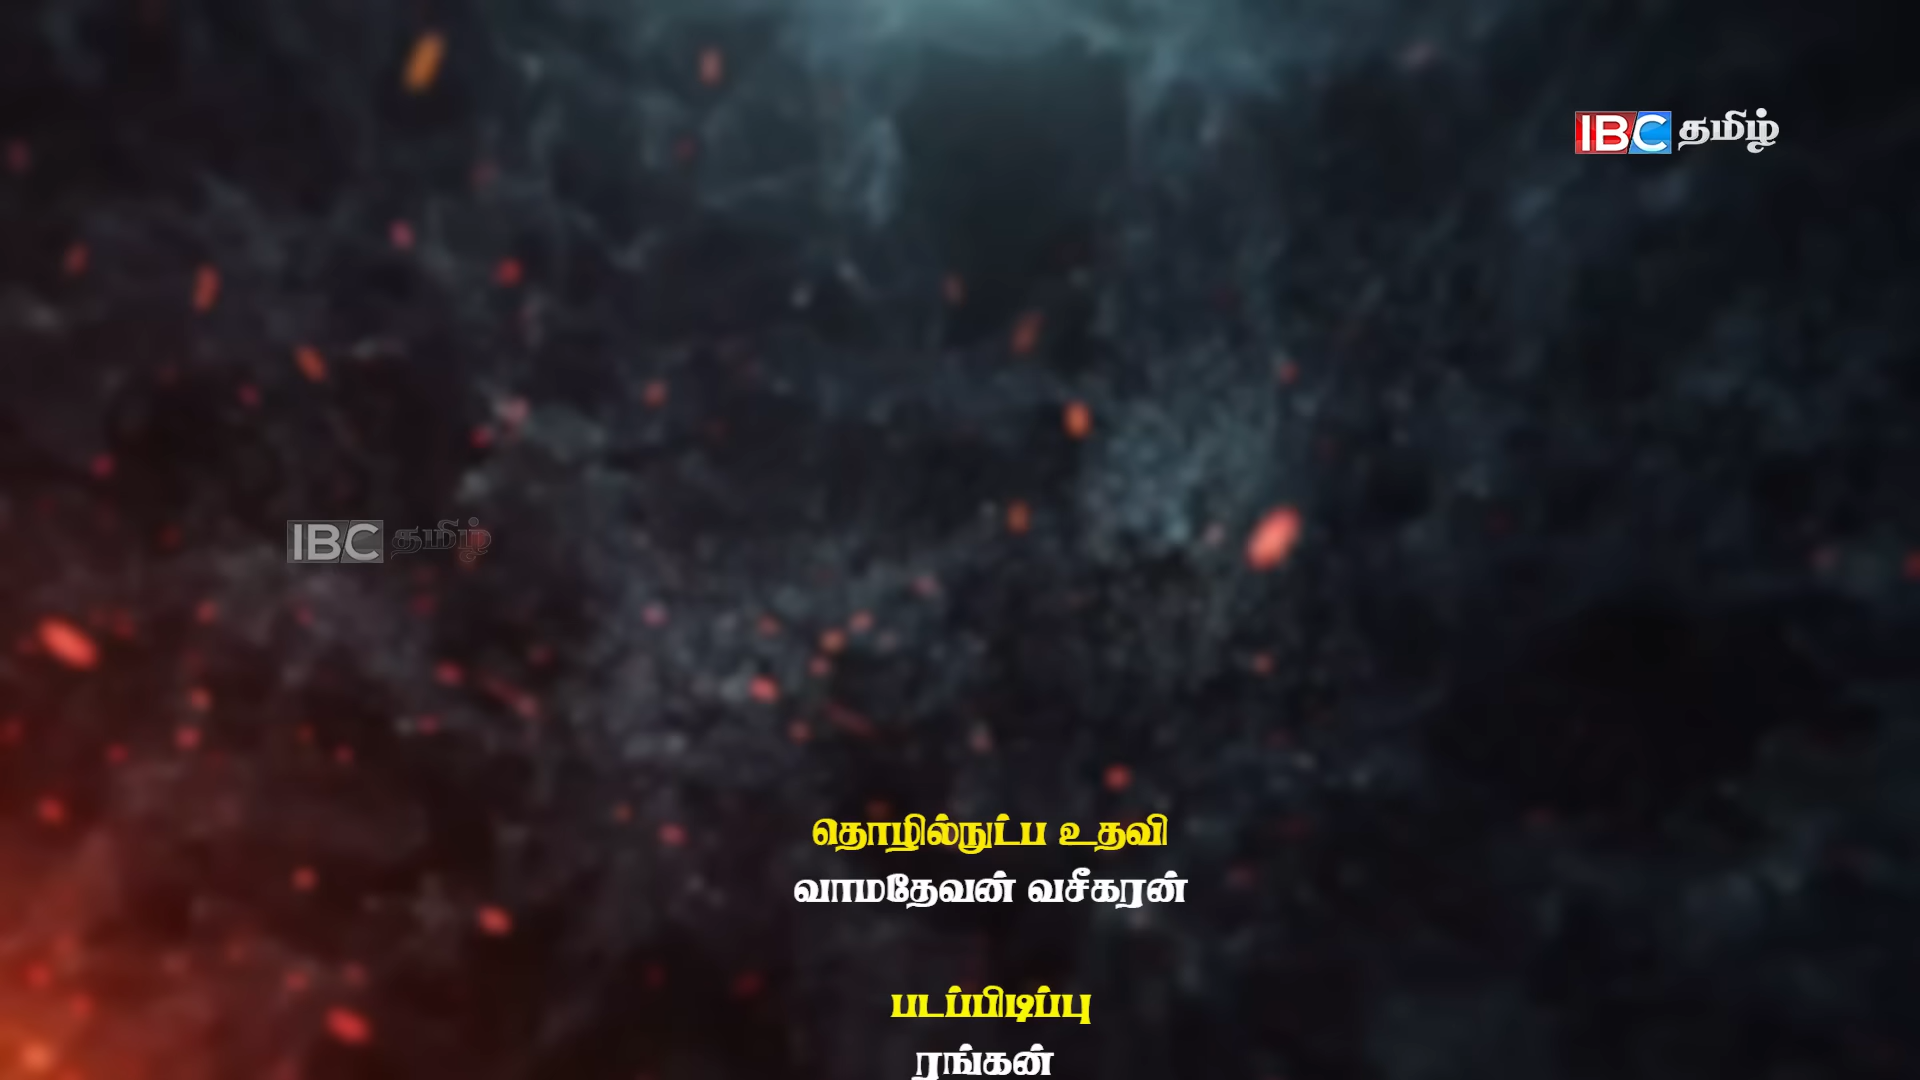 IBC தமிழ்
IBC தமிழ்
தொழில்நுட்ப உதவி
வாமதேவன் வசீகரன்
படப்பிடிப்பு
ரங்கன்